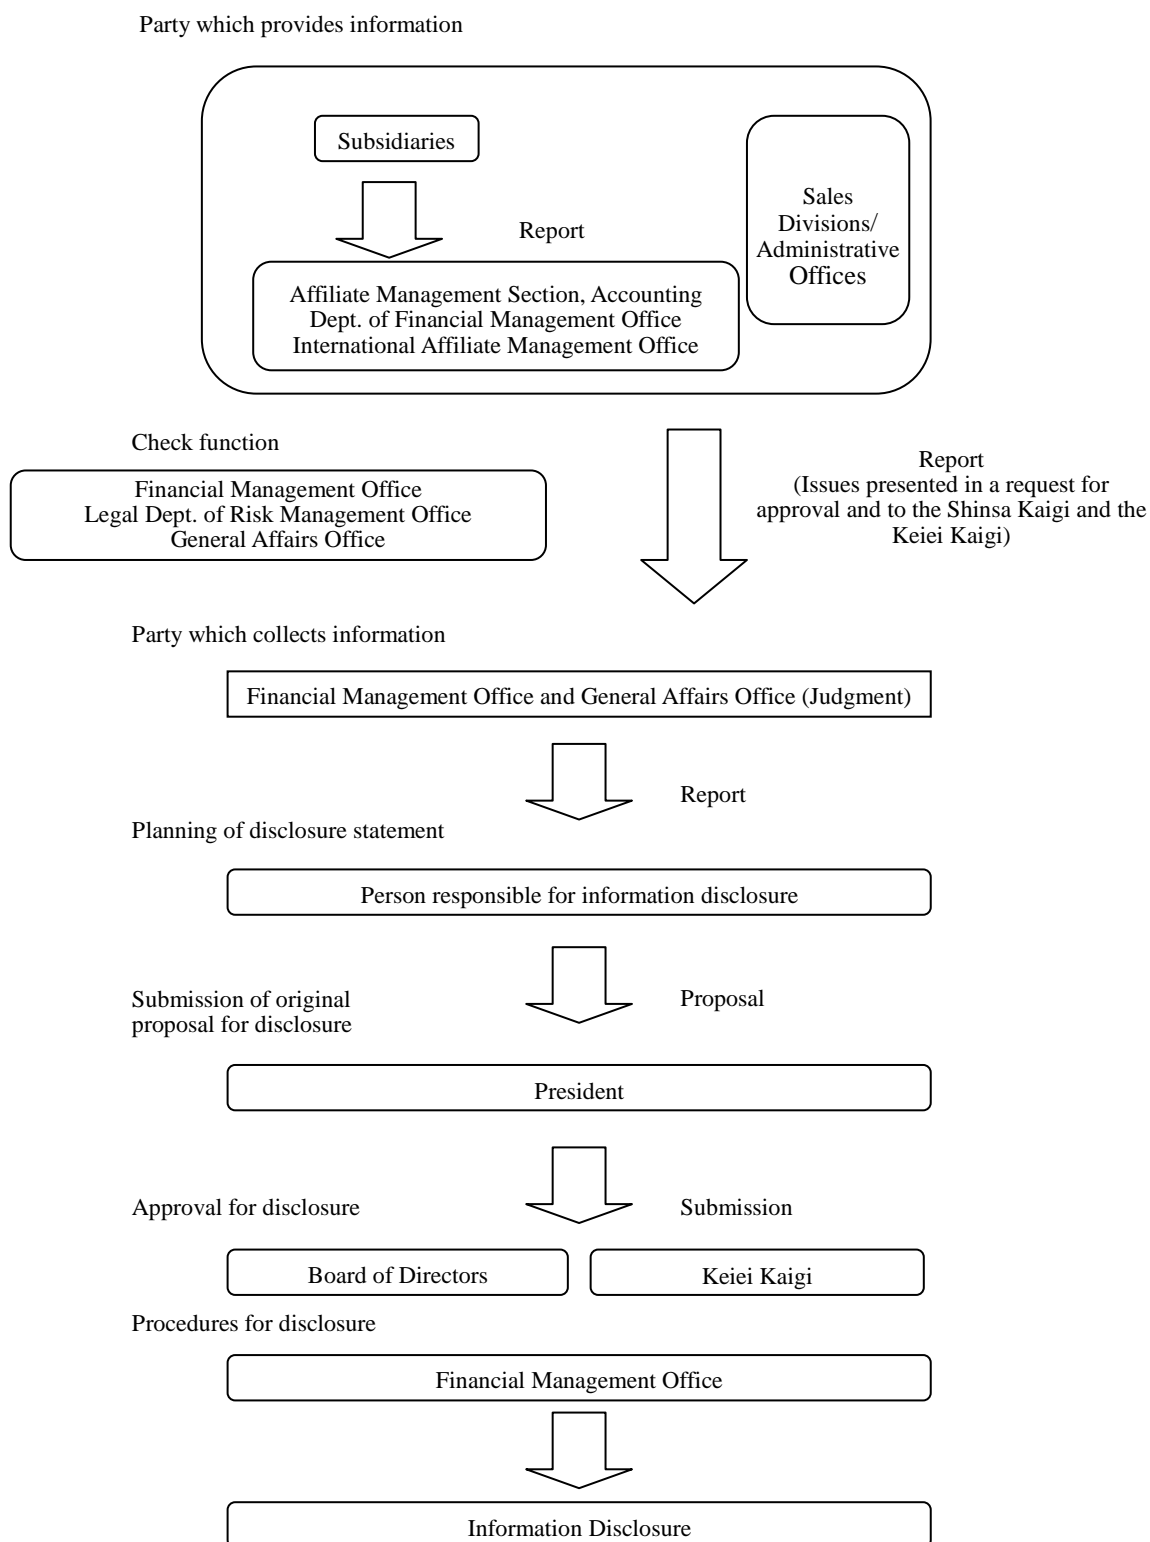 Party which provides information
Subsidiaries
Report
Sales
Divisions/
Administrative
Offices
Affiliate Management Section, Accounting
Dept. of Financial Management Office
International Affiliate Management Office
Check function
Financial Management Office
Legal Dept. of Risk Management Office
General Affairs Office
Report
(Issues presented in a request for
approval and to the Shinsa Kaigi and the
Keiei Kaigi)
Party which collects information
Financial Management Office and General Affairs Office (Judgment)
Report
Planning of disclosure statement
Person responsible for information disclosure
Submission of original
proposal for disclosure
Proposal
President
Approval for disclosure
Submission
Board of Directors
Keiei Kaigi
Procedures for disclosure
Financial Management Office
Information Disclosure